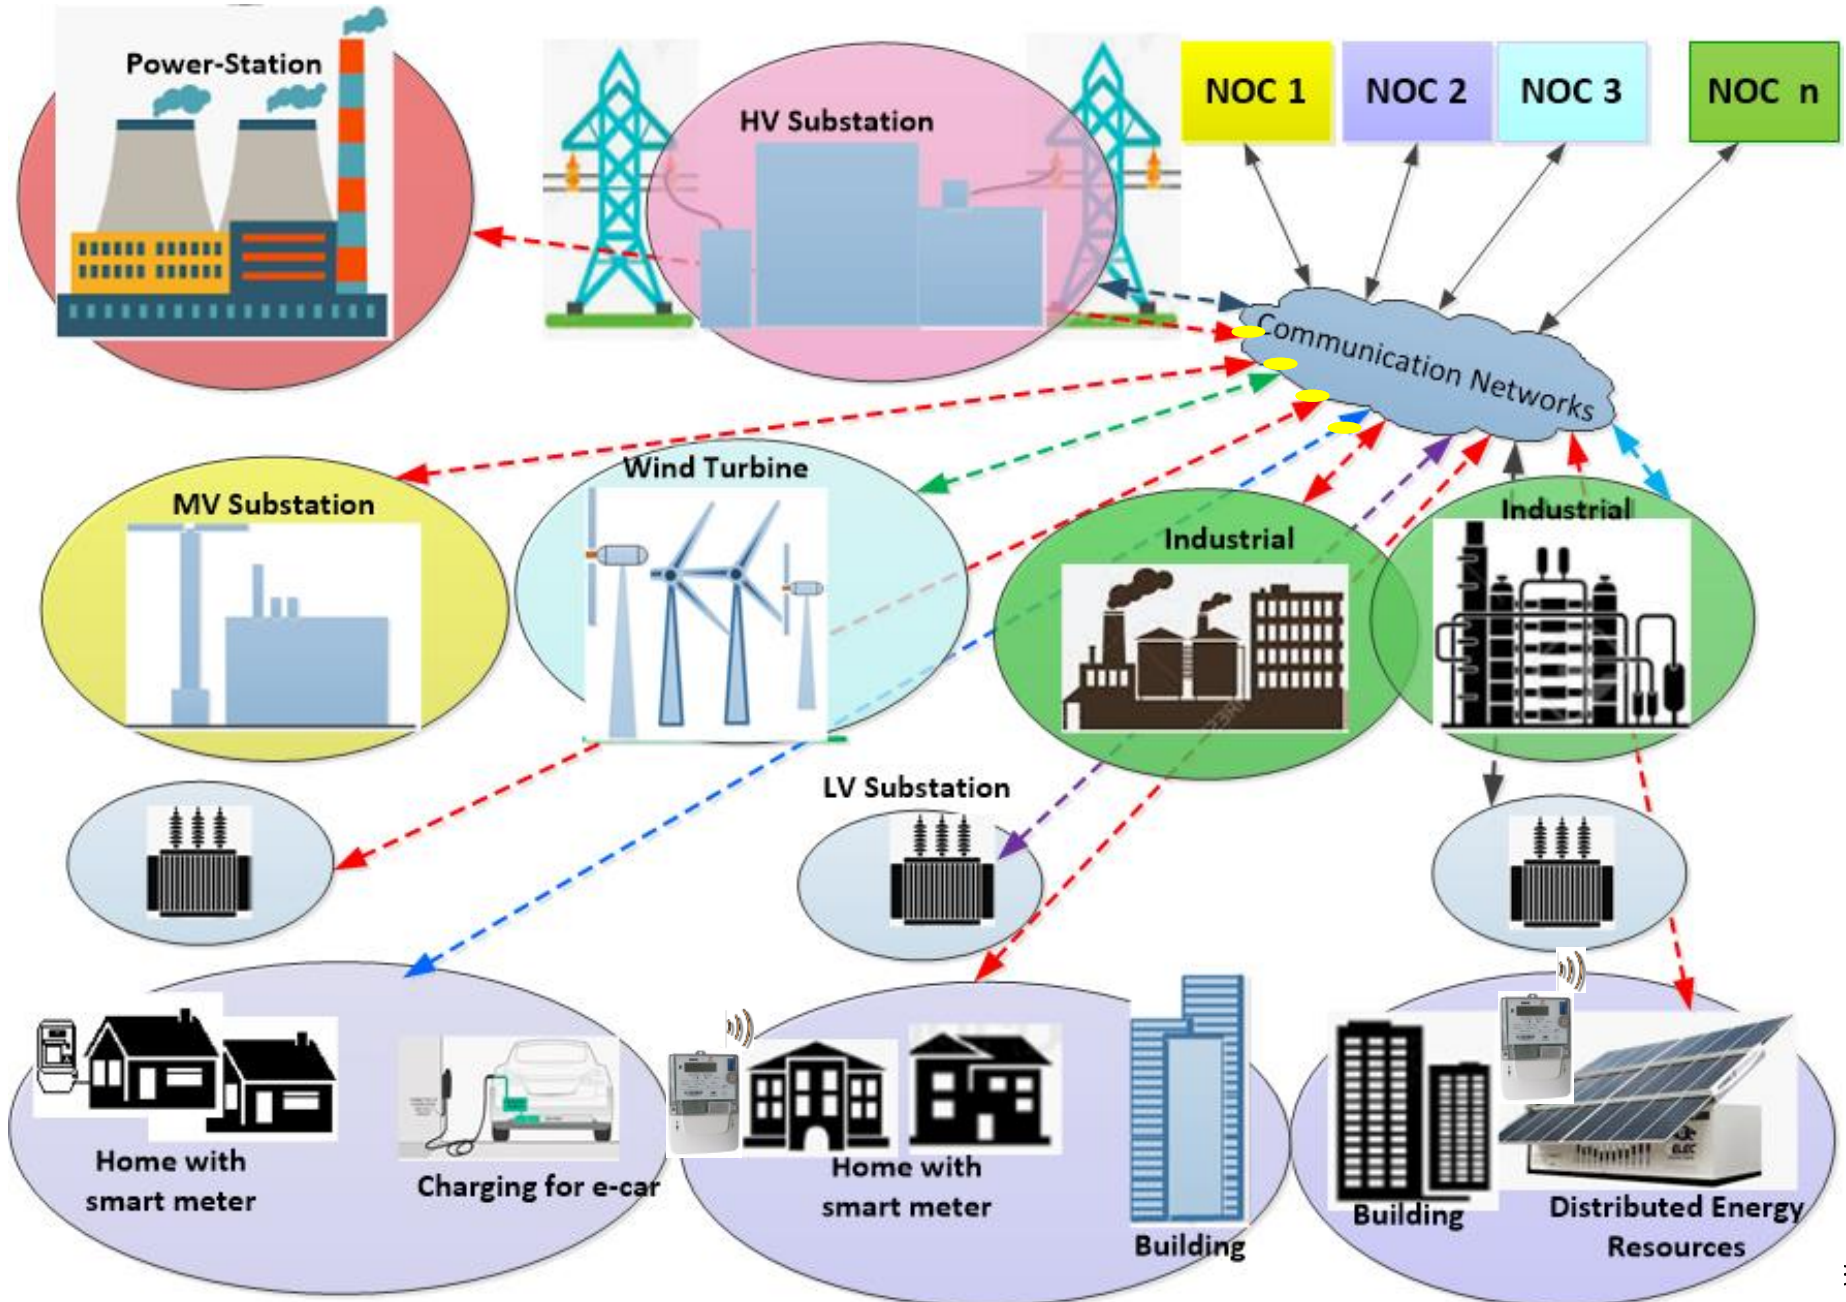 Power-Station
HV Substation
NOC 1
NOC 2
NOC 3
NOC n
Communication Networks
MV Substation
Wind Turbine
Industrial
Industrial
LV Substation
Home with
smart meter
Charging for e-car
Home with
smart meter
Building
Building
ELEC
Distributed Energy
Resources